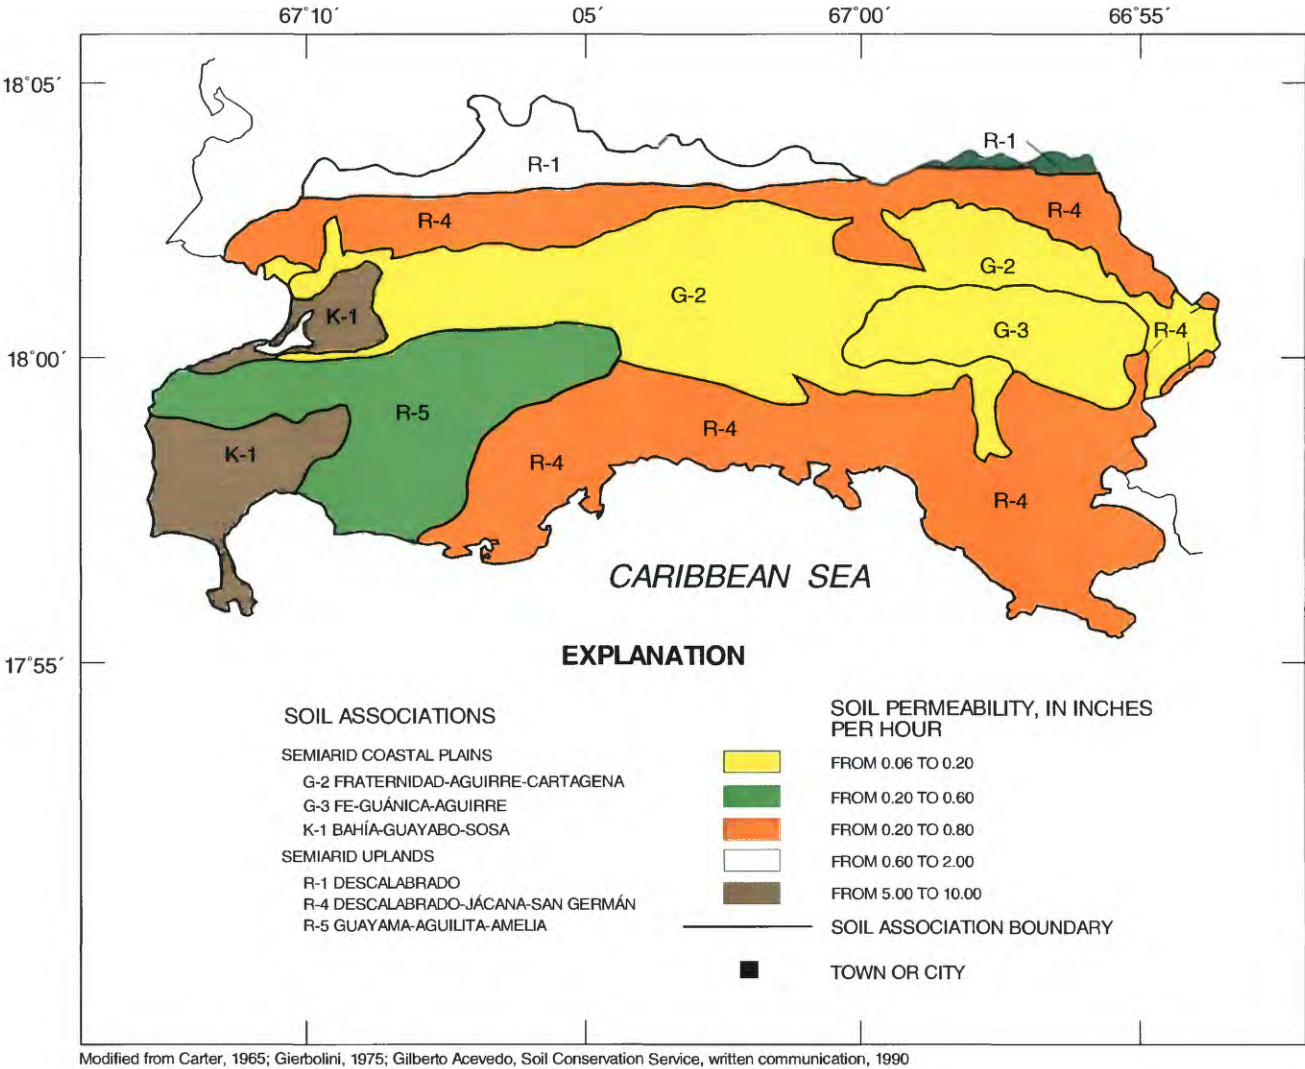 67°10′ 05′ 67°00′ 66°55′
18°05′
R-1
R-1
R-4
R-4
G-2
G-2
K-1
G-3
R-4
18°00′
R-5
R-4
K-1
R-4
R-4
CARIBBEAN SEA
17°55′
EXPLANATION
SOIL ASSOCIATIONS
SEMIARID COASTAL PLAINS
G-2 FRATERNIDAD-AGUIRRE-CARTAGENA
G-3 FE-GUÁNICA-AGUIRRE
K-1 BAHÍA-GUAYABO-SOSA
SEMIARID UPLANDS
R-1 DESCALABRADO
R-4 DESCALABRADO-JÁCANA-SAN GERMÁN
R-5 GUAYAMA-AGUILITA-AMELIA
SOIL PERMEABILITY, IN INCHES
PER HOUR
FROM 0.06 TO 0.20
FROM 0.20 TO 0.60
FROM 0.20 TO 0.80
FROM 0.60 TO 2.00
FROM 5.00 TO 10.00
SOIL ASSOCIATION BOUNDARY
TOWN OR CITY
Modified from Carter, 1965; Gierbolini, 1975; Gilberto Acevedo, Soil Conservation Service, written communication, 1990